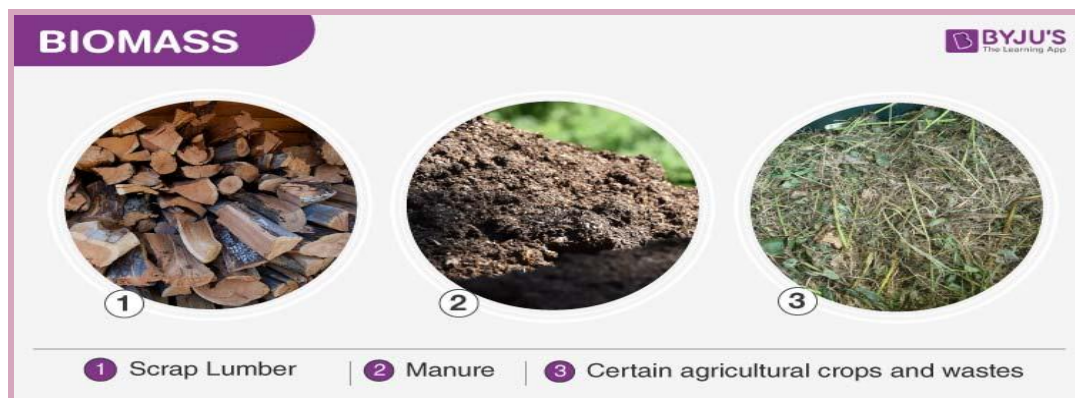 BIOMASS
BYJU'S
The Learning App
1
2
3
1 Scrap Lumber
2 Manure
3 Certain agricultural crops and wastes